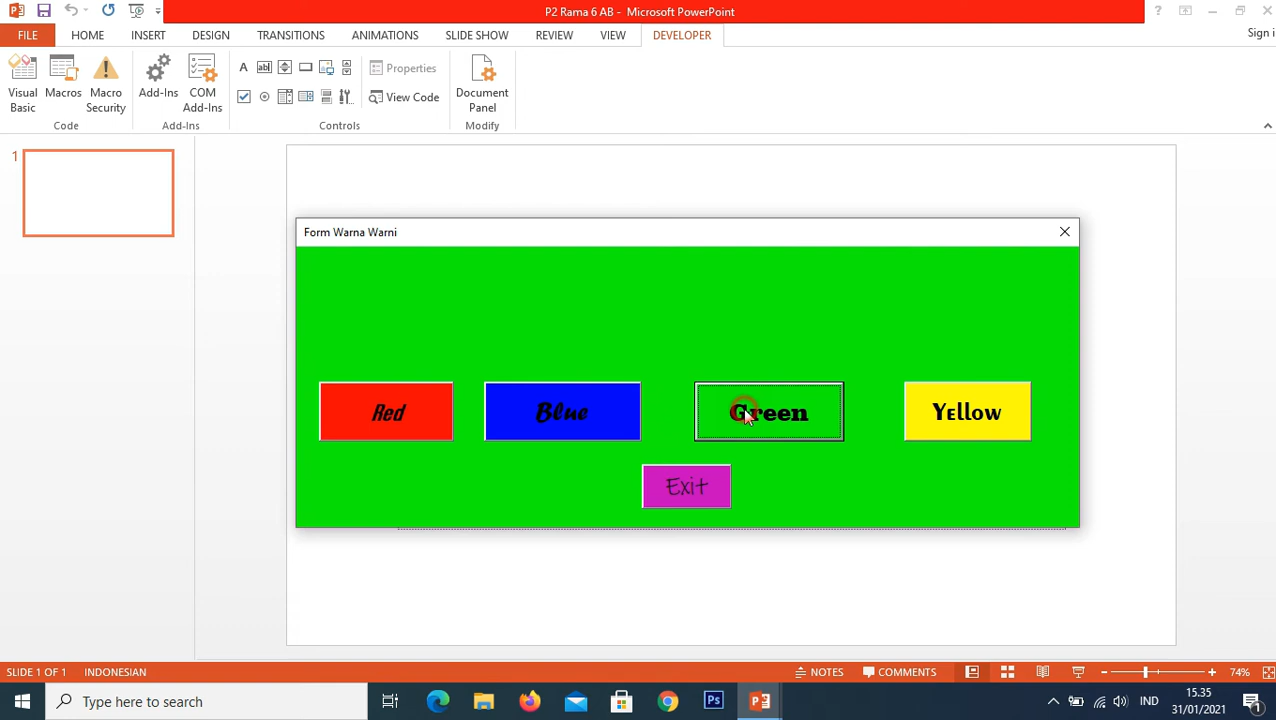 P2 Rama 6 AB - Microsoft PowerPoint
FILE HOME INSERT DESIGN TRANSITIONS ANIMATIONS SLIDE SHOW REVIEW VIEW DEVELOPER Sign i
Visual Basic
Macros
Macro Security
Code
Add-Ins
COM Add-Ins
Add-Ins
Properties
View Code
Controls
Document Panel
Modify
1
Form Warna Warni
Red Blue Green Yellow
Exit
SLIDE 1 OF 1 INDONESIAN NOTES COMMENTS 74%
Type here to search Ps IND 15.35
31/01/2021